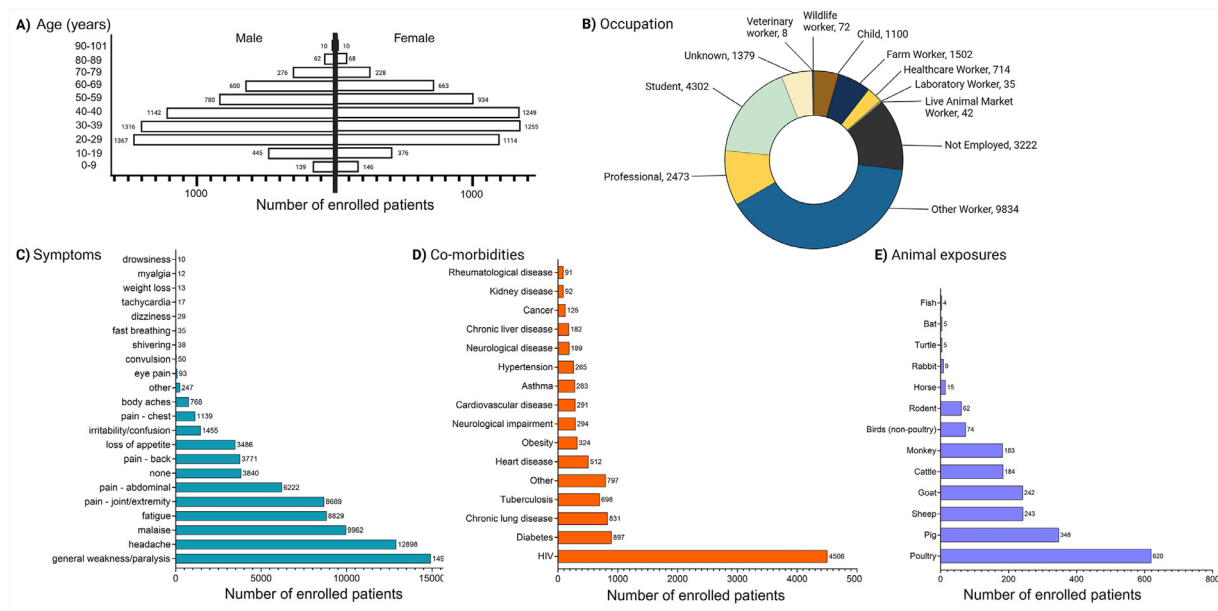 A) Age (years)
Male
Female
90-101
10
10
80-89
62
68
70-79
276
228
60-69
600
663
50-59
780
934
40-40
1142
1249
30-39
1316
1255
20-29
1367
1114
10-19
445
376
0-9
139
146
1000
1000
Number of enrolled patients
B) Occupation
Veterinary
worker, 8
Wildlife
worker, 72
Child, 1100
Farm Worker, 1502
Healthcare Worker, 714
Laboratory Worker, 35
Live Animal Market
Worker, 42
Not Employed, 3222
Other Worker, 9834
Professional, 2473
Student, 4302
Unknown, 1379
C) Symptoms
drowsiness 10
myalgia 12
weight loss 13
tachycardia 17
dizziness 29
fast breathing 35
shivering 38
convulsion 50
eye pain 93
other 247
body aches 768
pain - chest 1139
irritability/confusion 1455
loss of appetite 3486
pain - back 3771
none 3840
pain - abdominal 6222
pain - joint/extremity 8689
fatigue 8829
malaise 9962
headache 12898
general weakness/paralysis 149
0 5000 10000 15000
Number of enrolled patients
D) Co-morbidities
Rheumatological disease 91
Kidney disease 92
Cancer 125
Chronic liver disease 182
Neurological disease 189
Hypertension 265
Asthma 283
Cardiovascular disease 291
Neurological impairment 294
Obesity 324
Heart disease 512
Other 797
Tuberculosis 698
Chronic lung disease 831
Diabetes 897
HIV 4506
0 1000 2000 3000 4000 5000
Number of enrolled patients
E) Animal exposures
Fish 4
Bat 5
Turtle 5
Rabbit 9
Horse 15
Rodent 62
Birds (non-poultry) 74
Monkey 183
Cattle 184
Goat 242
Sheep 243
Pig 348
Poultry 620
0 200 400 600 800
Number of enrolled patients